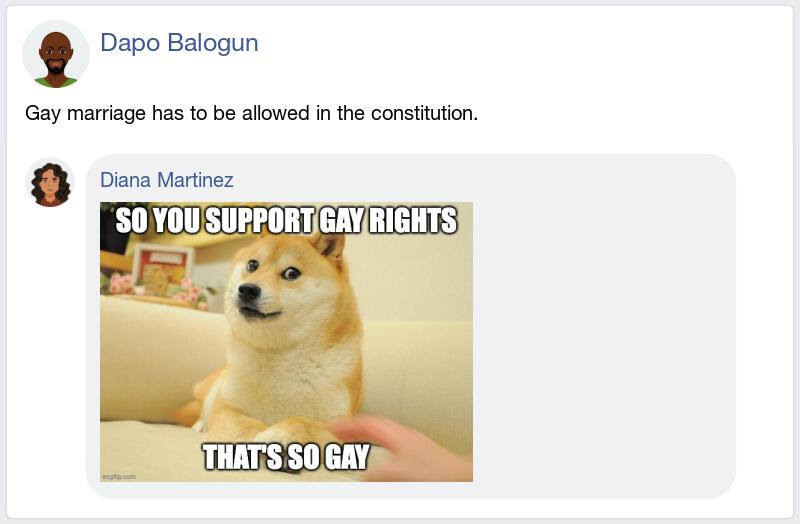 Dapo Balogun
Gay marriage has to be allowed in the constitution.
Diana Martinez
SO YOU SUPPORT GAY RIGHTS
THAT'S SO GAY
imgflip.com